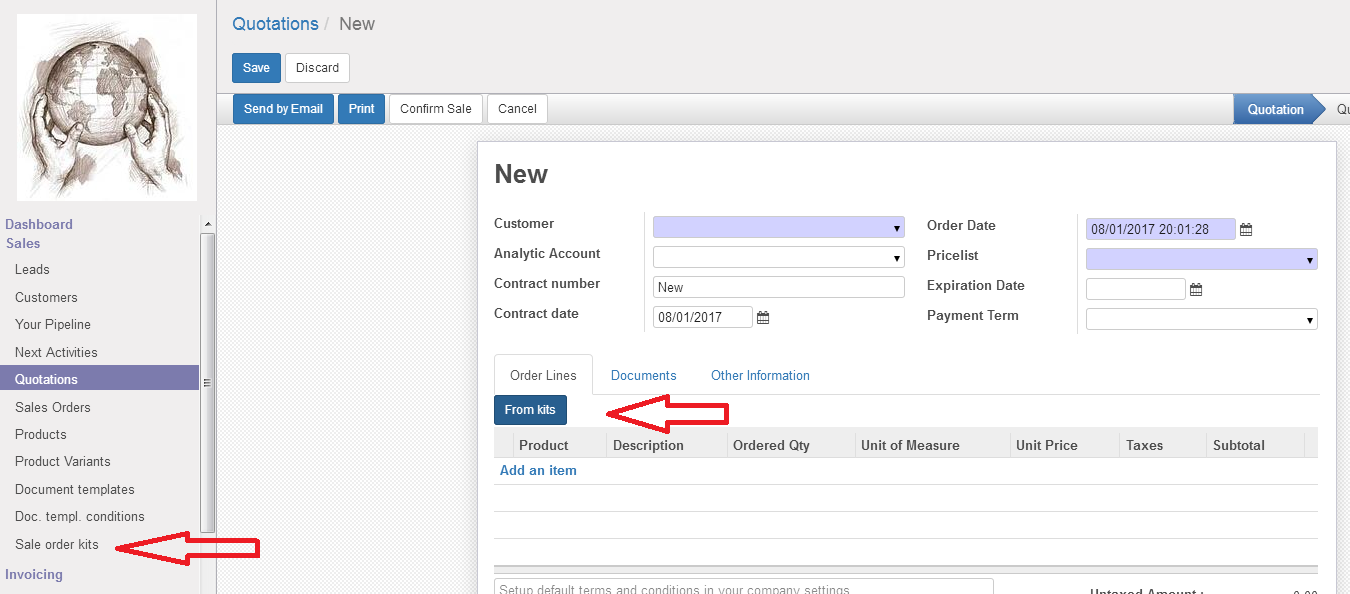 Quotations / New
Save Discard
Send by Email Print Confirm Sale Cancel Quotation
New
Customer
Analytic Account
Contract number New
Contract date 08/01/2017
Order Date 08/01/2017 20:01:28
Pricelist
Expiration Date
Payment Term
Order Lines Documents Other Information
From kits
Product Description Ordered Qty Unit of Measure Unit Price Taxes Subtotal
Add an item
Setup default terms and conditions in your company settings.
Untaxed Amount : 0.00
Dashboard
Sales
Leads
Customers
Your Pipeline
Next Activities
Quotations
Sales Orders
Products
Product Variants
Document templates
Doc. templ. conditions
Sale order kits
Invoicing